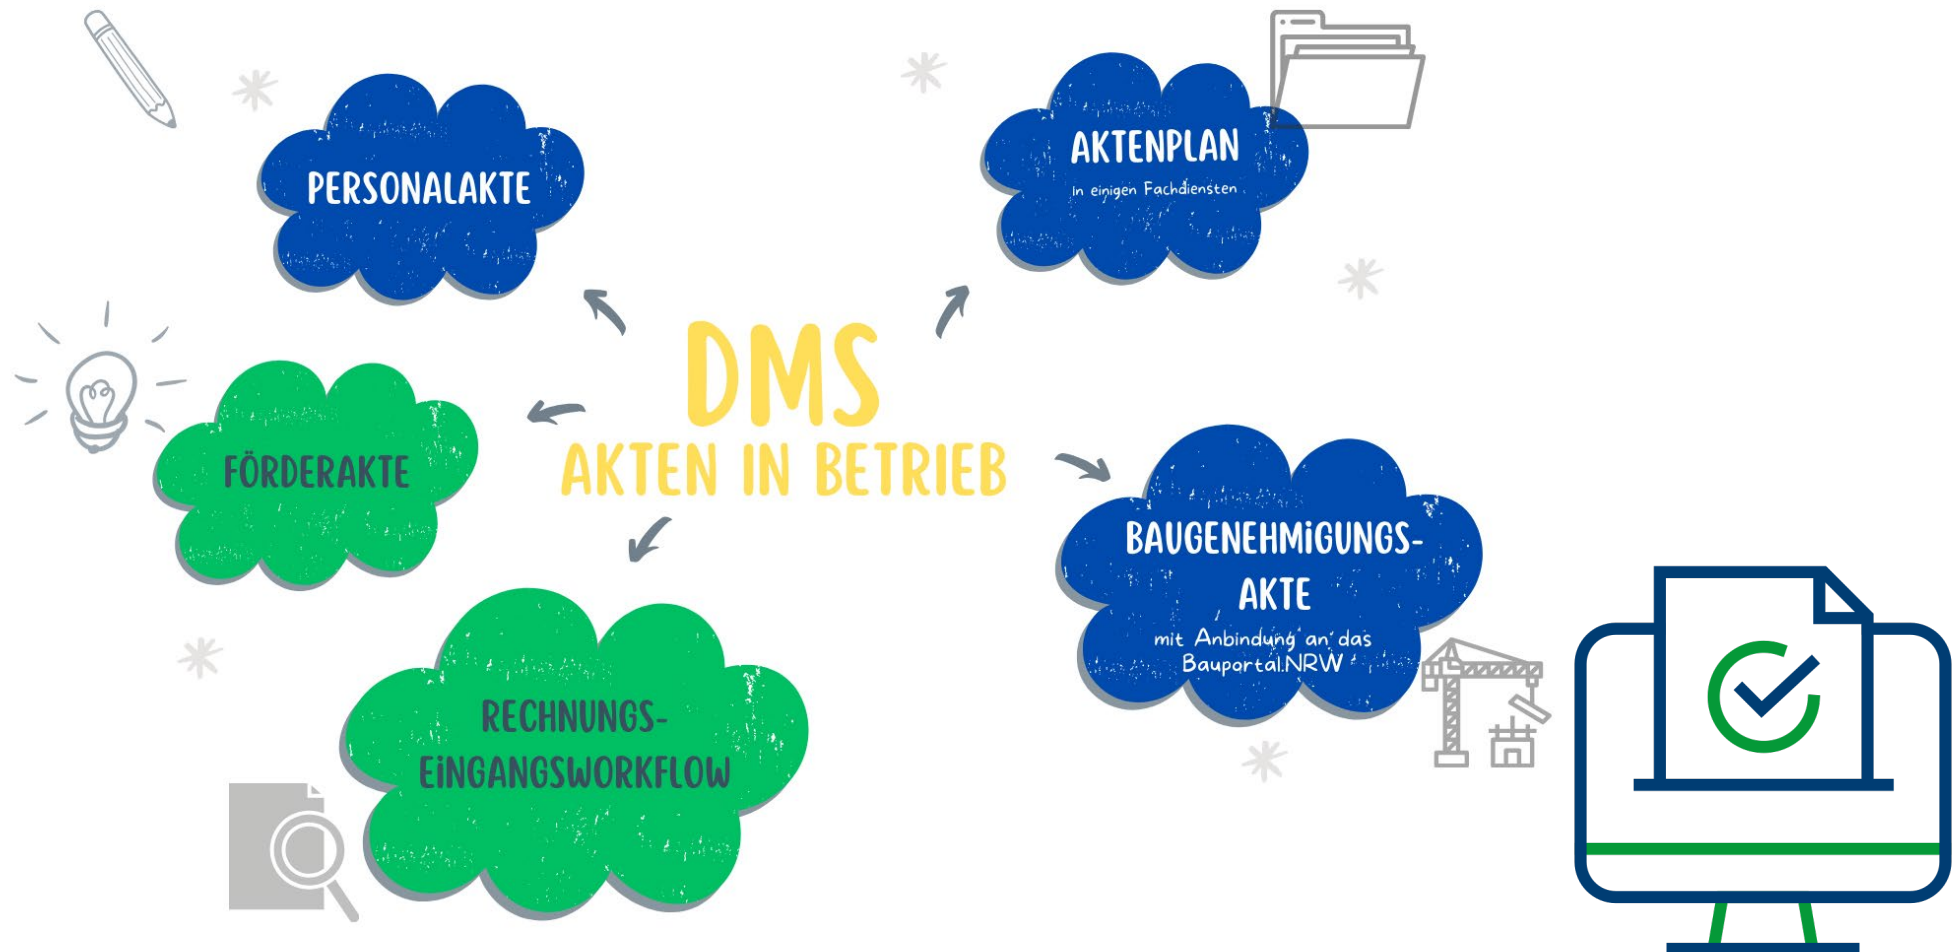 PERSONALAKTE
AKTENPLAN
in einigen Fachdiensten
DMS
AKTEN IN BETRIEB
FÖRDERAKTE
BAUGENEHMIGUNGS-
AKTE
mit Anbindung an das
Bauportal.NRW
RECHNUNGS-
EINGANGSWORKFLOW